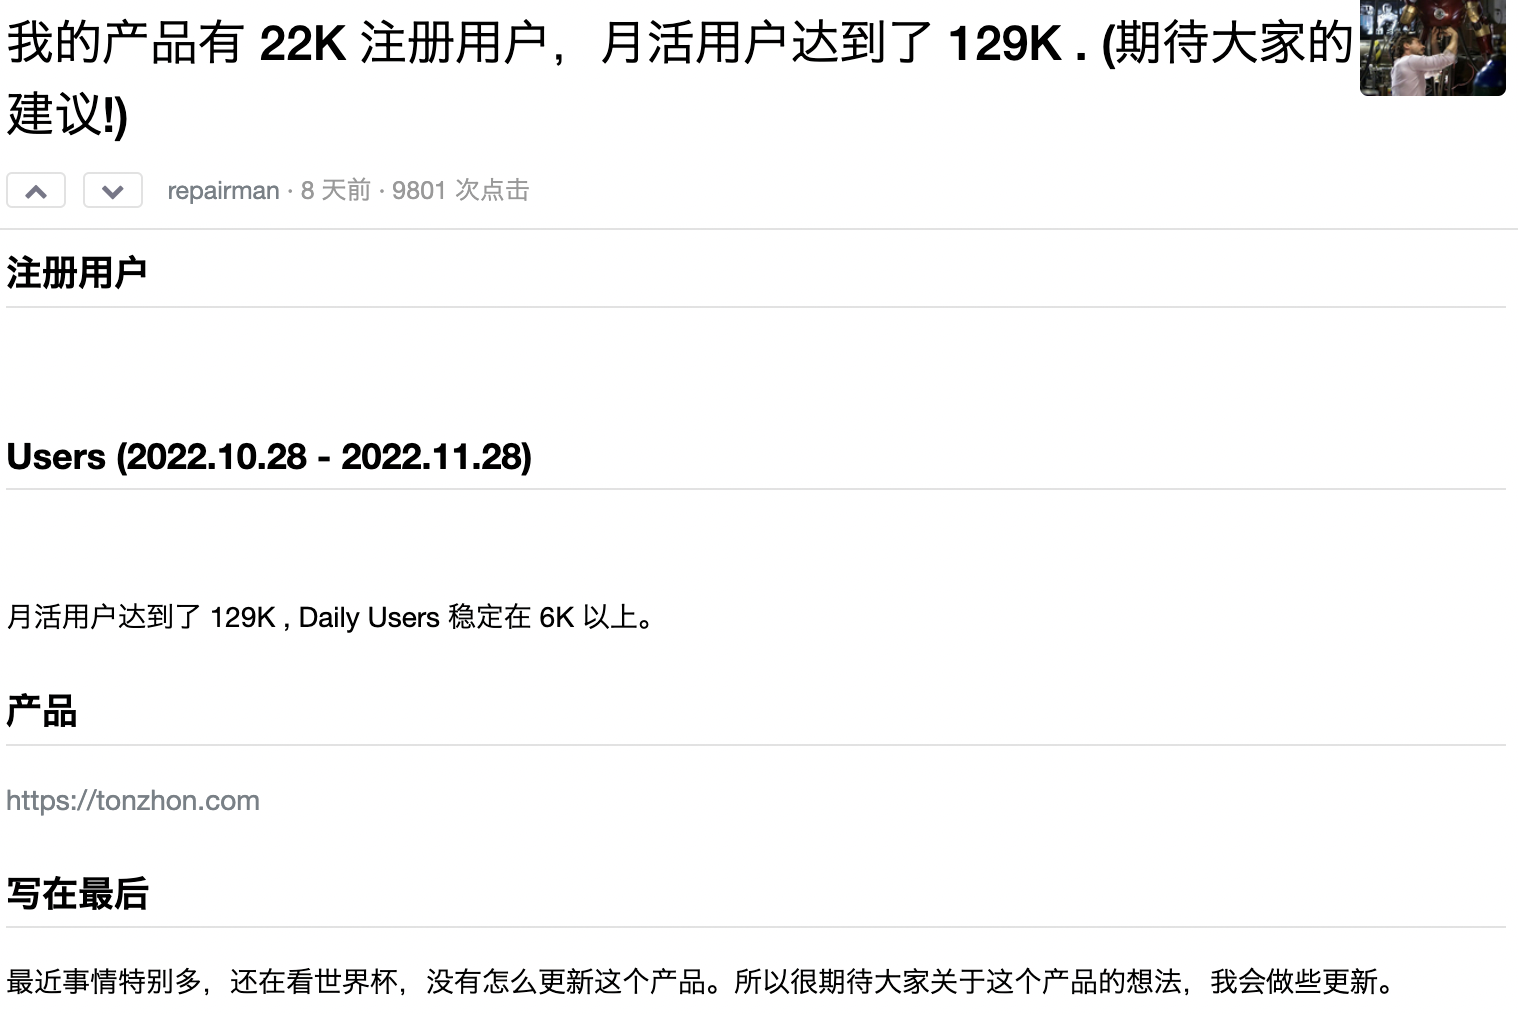 我的产品有 22K 注册用户，月活用户达到了 129K . (期待大家的
建议!)
repairman · 8 天前 · 9801 次点击
注册用户
Users (2022.10.28 - 2022.11.28)
月活用户达到了 129K , Daily Users 稳定在 6K 以上。
产品
https://tonzhon.com
写在最后
最近事情特别多，还在看世界杯，没有怎么更新这个产品。所以很期待大家关于这个产品的想法，我会做些更新。